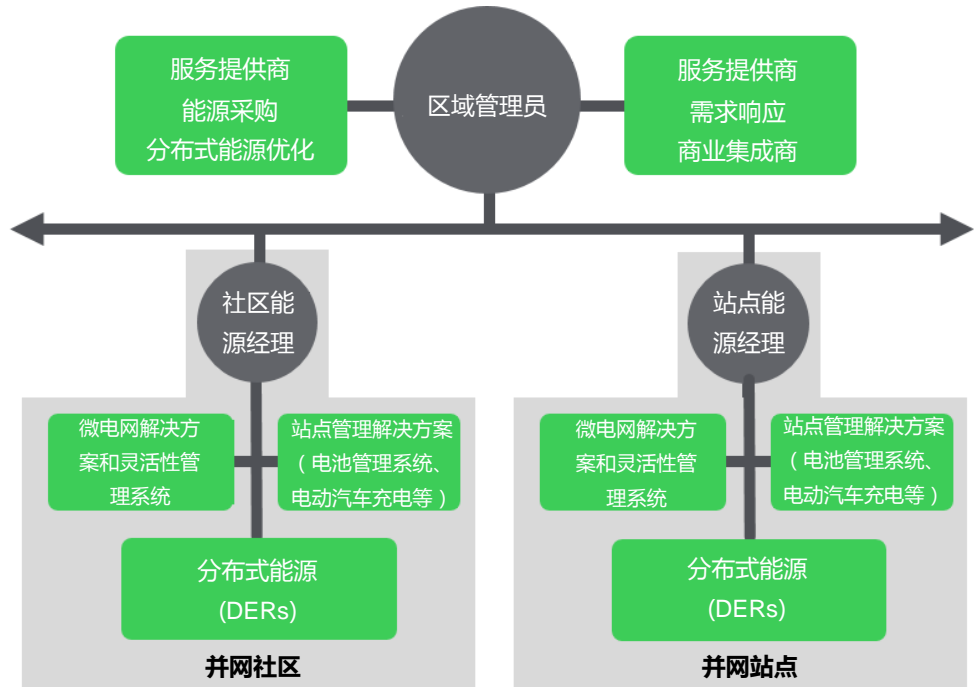 服务提供商
能源采购
分布式能源优化
区域管理员
服务提供商
需求响应
商业集成商
社区能
源经理
站点能
源经理
微电网解决方
案和灵活性管
理系统
站点管理解决方案
（电池管理系统、
电动汽车充电等）
微电网解决方
案和灵活性管
理系统
站点管理解决方案
（电池管理系统、
电动汽车充电等）
分布式能源
(DERs)
分布式能源
(DERs)
并网社区
并网站点